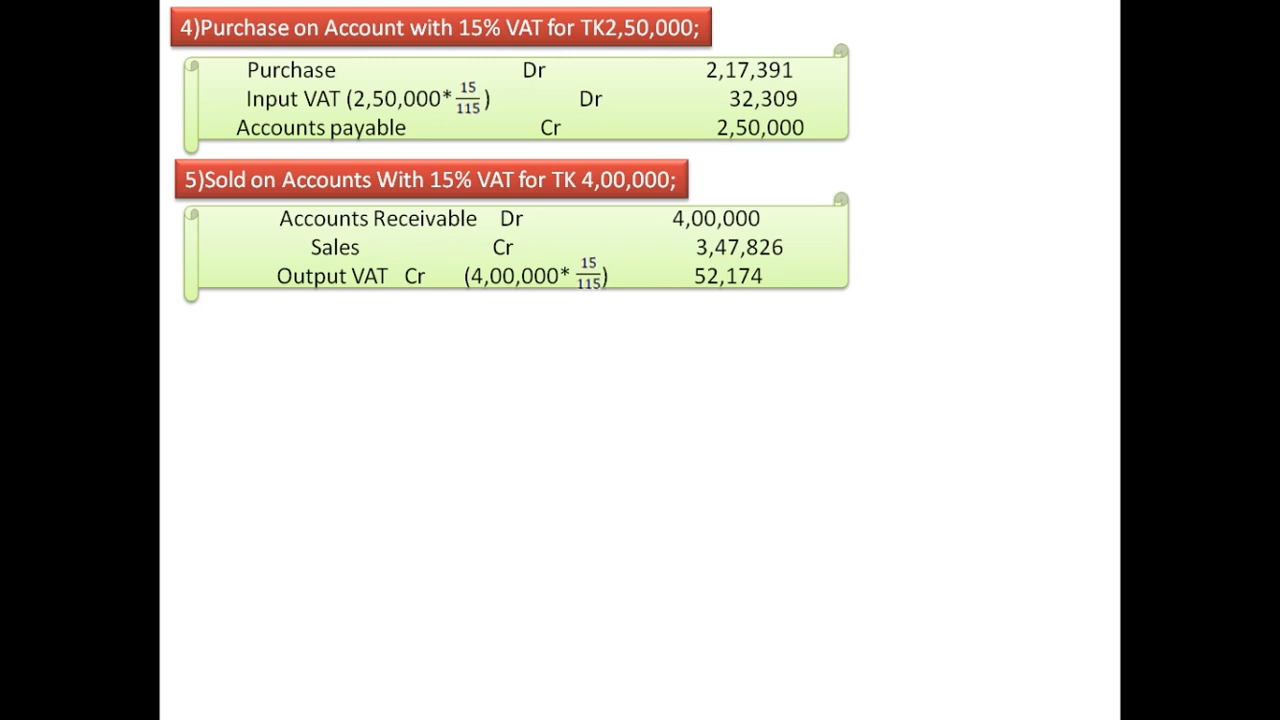 4)Purchase on Account with 15% VAT for TK2,50,000;
Purchase Dr 2,17,391
Input VAT (2,50,000* 15/115) Dr 32,309
Accounts payable Cr 2,50,000
5)Sold on Accounts With 15% VAT for TK 4,00,000;
Accounts Receivable Dr 4,00,000
Sales Cr 3,47,826
Output VAT Cr (4,00,000* 15/115) 52,174